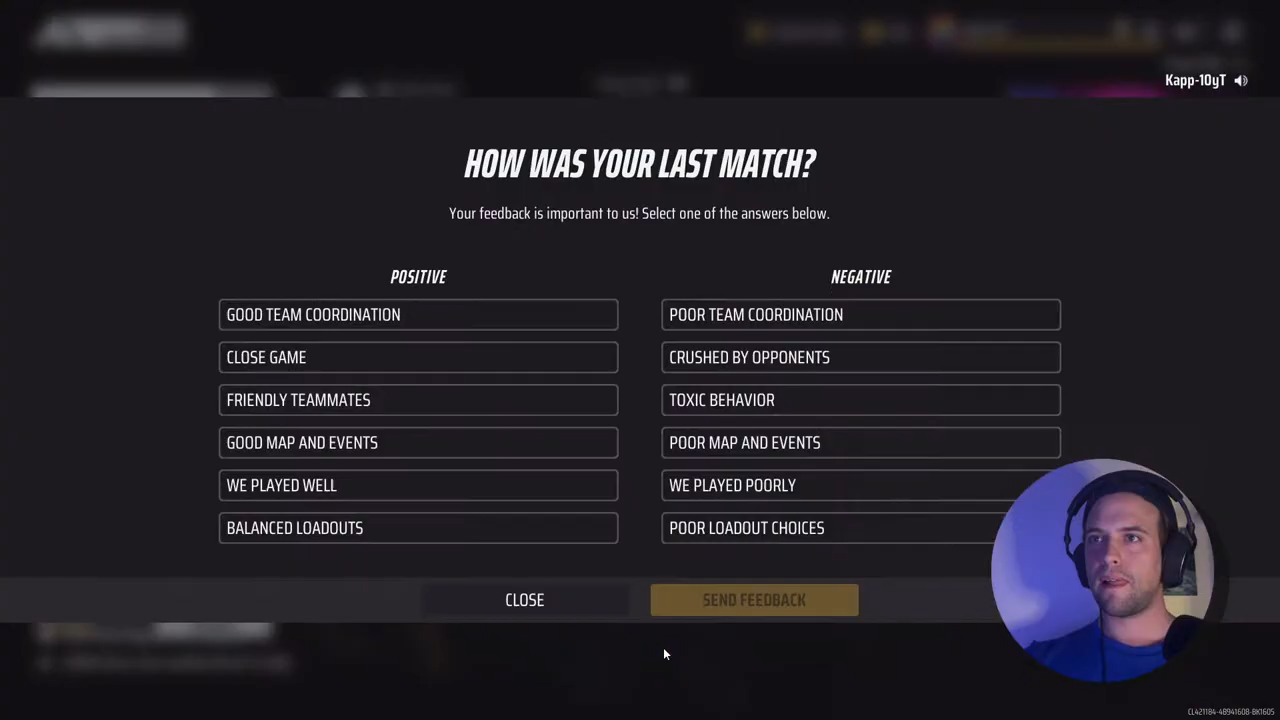 Kapp-10yT
HOW WAS YOUR LAST MATCH?
Your feedback is important to us! Select one of the answers below.
POSITIVE
GOOD TEAM COORDINATION
CLOSE GAME
FRIENDLY TEAMMATES
GOOD MAP AND EVENTS
WE PLAYED WELL
BALANCED LOADOUTS
NEGATIVE
POOR TEAM COORDINATION
CRUSHED BY OPPONENTS
TOXIC BEHAVIOR
POOR MAP AND EVENTS
WE PLAYED POORLY
POOR LOADOUT CHOICES
CLOSE
SEND FEEDBACK
CL421184-48941608-BK1605